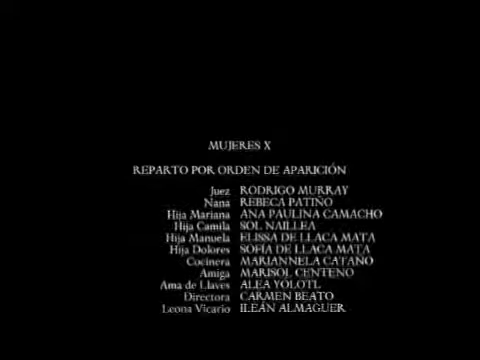 MUJERES X
REPARTO POR ORDEN DE APARICIÓN
Juez RODRIGO MURRAY
Nana REBECA PATIÑO
Hija Mariana ANA PAULINA CAMACHO
Hija Camila SOL NAILLEA
Hija Manuela ELISSA DE LLACA MATA
Hija Dolores SOFÍA DE LLACA MATA
Cocinera MARIANNELA CATAÑO
Amiga MARISOL CENTENO
Ama de Llaves ALEA YOLOTL
Directora CARMEN BEATO
Leona Vicario ILEÁN ALMAGUER